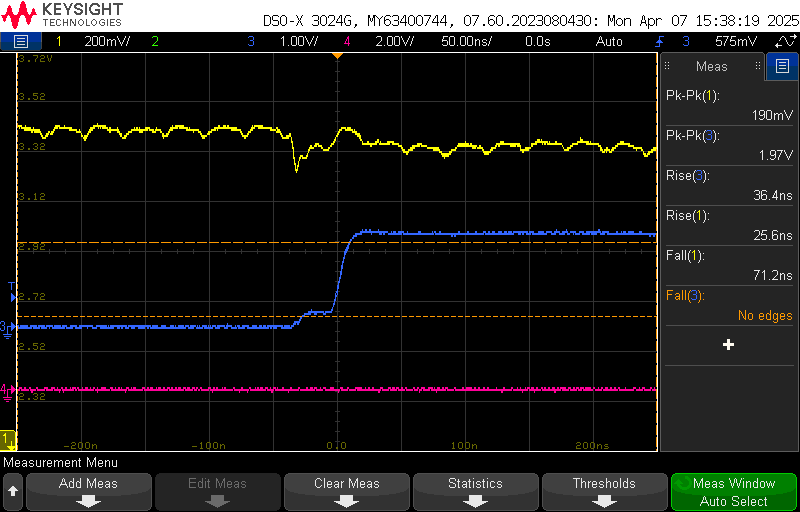 KEYSIGHT
TECHNOLOGIES
DSO-X 3024G, MY63400744, 07.60.2023080430: Mon Apr 07 15:38:19 2025
1 200mV/ 2 3 1.00V/ 4 2.00V/ 50.00ns/ 0.0s Auto 3 575mV
3.72V
3.52
3.32
3.12
2.92
2.72
2.52
2.32
T
3
4
1
-200n -100n 0.0 100n 200ns
Meas
Pk-Pk(1):
190mV
Pk-Pk(3):
1.97V
Rise(3):
36.4ns
Rise(1):
25.6ns
Fall(1):
71.2ns
Fall(3):
No edges
Measurement Menu
Add Meas
Edit Meas
Clear Meas
Statistics
Thresholds
Meas Window
Auto Select